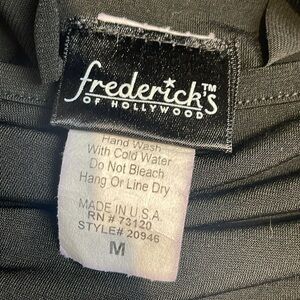 frederick's™
OF HOLLYWOOD
Hand Wash
With Cold Water
Do Not Bleach
Hang Or Line Dry
MADE IN U.S.A.
RN # 73120
STYLE# 20946
M